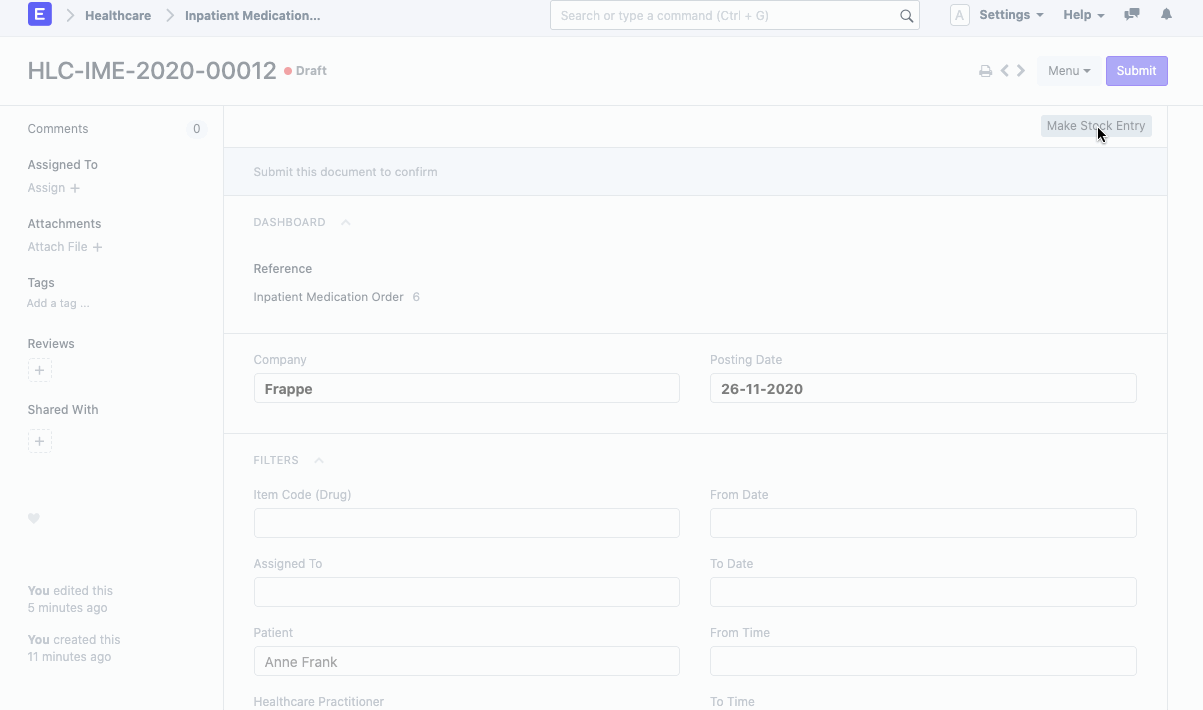 E Healthcare Inpatient Medication... Search or type a command (Ctrl + G) A Settings Help
HLC-IME-2020-00012 Draft Menu Submit
Comments 0
Assigned To
Assign +
Attachments
Attach File +
Tags
Add a tag ...
Reviews
+
Shared With
+
You edited this
5 minutes ago
You created this
11 minutes ago
Make Stock Entry
Submit this document to confirm
DASHBOARD
Reference
Inpatient Medication Order 6
Company Posting Date
Frappe 26-11-2020
FILTERS
Item Code (Drug) From Date
Assigned To To Date
Patient From Time
Anne Frank
Healthcare Practitioner To Time